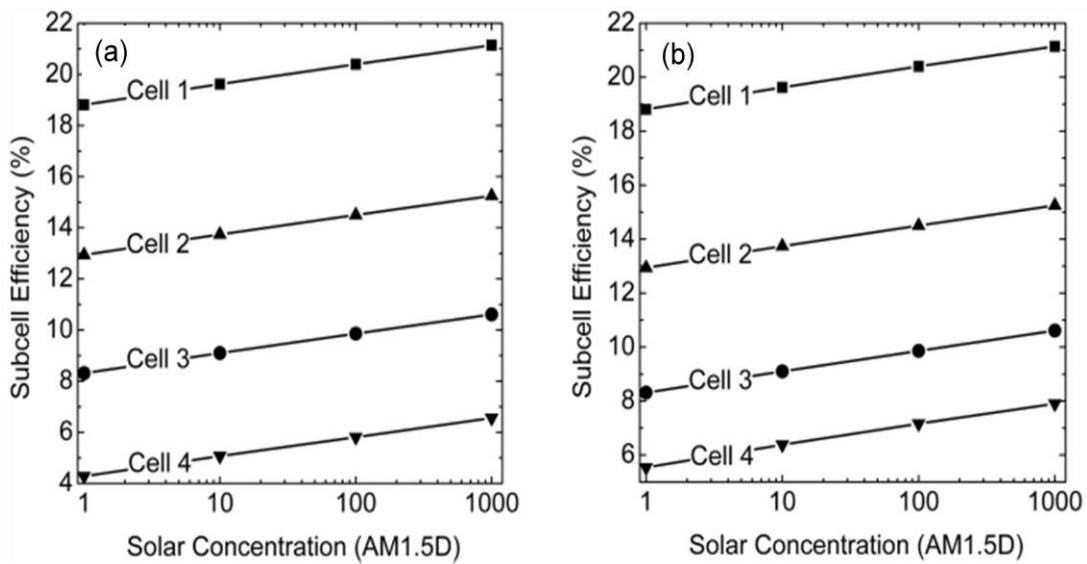 (a)
Subcell Efficiency (%)
22
20
18
16
14
12
10
8
6
4
Cell 1
Cell 2
Cell 3
Cell 4
1
10
100
1000
Solar Concentration (AM1.5D)
(b)
Subcell Efficiency (%)
22
20
18
16
14
12
10
8
6
Cell 1
Cell 2
Cell 3
Cell 4
1
10
100
1000
Solar Concentration (AM1.5D)